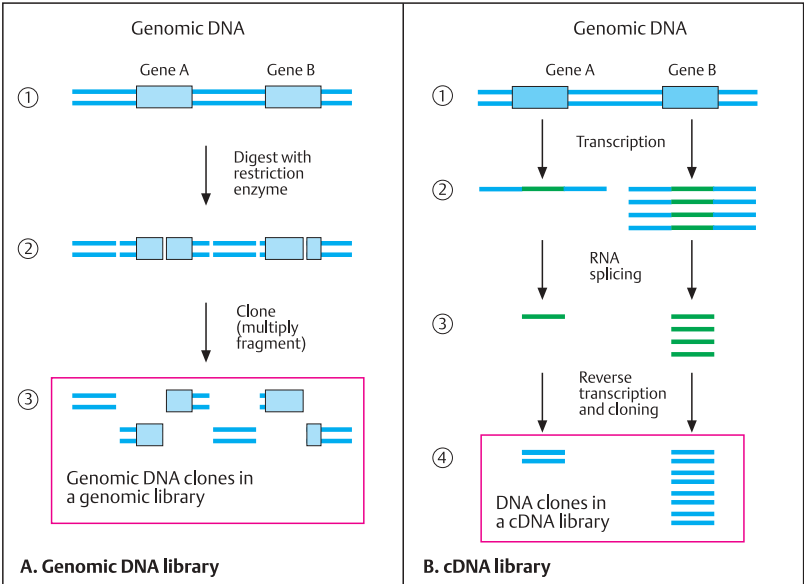 Genomic DNA
Gene A Gene B
①
Digest with
restriction
enzyme
②
Clone
(multiply
fragment)
③
Genomic DNA clones in
a genomic library
A. Genomic DNA library
Genomic DNA
Gene A Gene B
①
Transcription
②
RNA
splicing
③
Reverse
transcription
and cloning
④
DNA clones in
a cDNA library
B. cDNA library